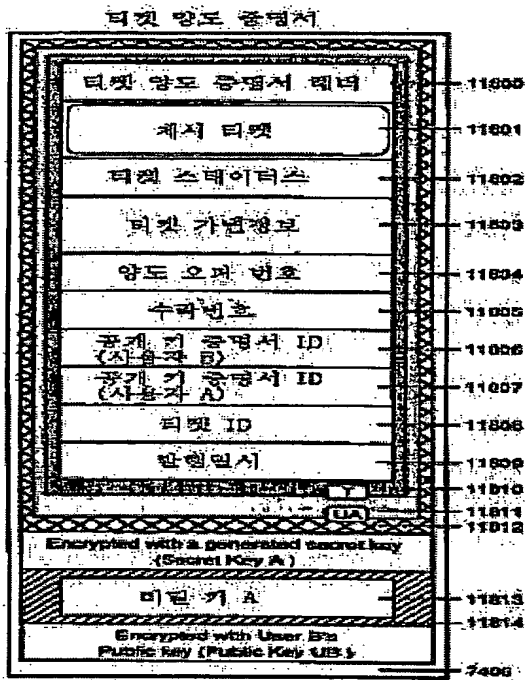 티켓 양도 증명서
티켓 양도 증명서 헤더 11800
게시 티켓 11801
티켓 스테이터스 11802
티켓 가변정보 11803
양도 오퍼 번호 11804
수락번호 11805
공개 키 증명서 ID
(사용자 B) 11806
공개 키 증명서 ID
(사용자 A) 11807
티켓 ID 11808
발행일시 11809
T 11810
UA 11811
11812
Encrypted with a generated secret key
(Secret Key A)
비밀 키 A 11813
11814
Encrypted with User B's
Public key (Public Key UB)
7406